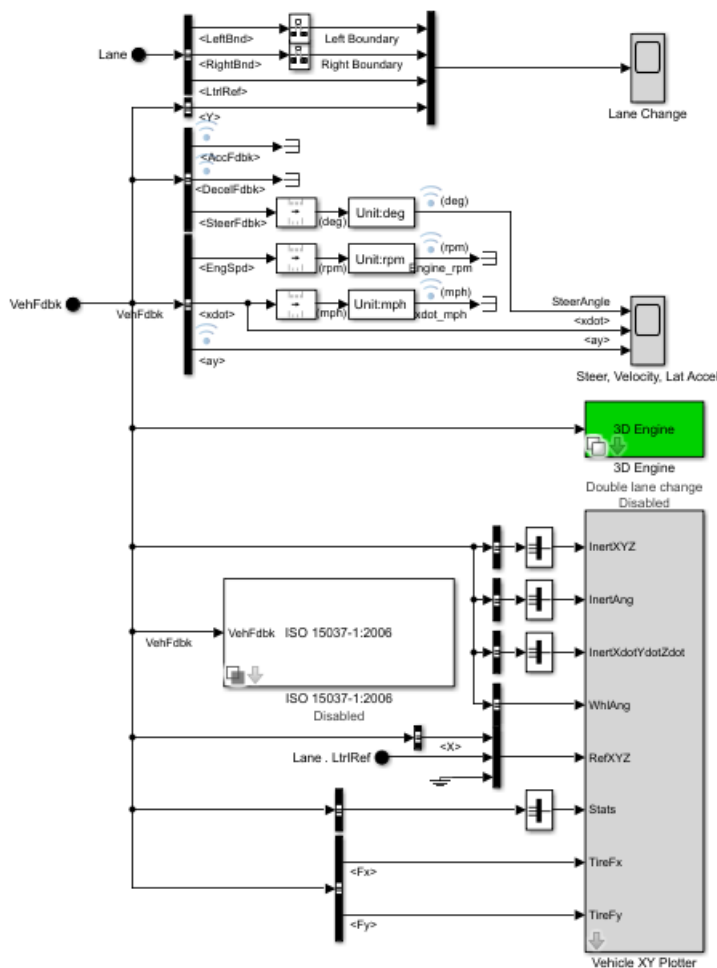 Lane
<LeftBnd>
Left Boundary
<RightBnd>
Right Boundary
<LtrlRef>
<Y>
Lane Change
<AccFdbk>
<DecelFdbk>
<SteerFdbk>
(deg)
Unit:deg
(deg)
<EngSpd>
(rpm)
Unit:rpm
(rpm)
Engine_rpm
VehFdbk
VehFdbk
<xdot>
(mph)
Unit:mph
(mph)
xdot_mph
<ay>
SteerAngle
<xdot>
<ay>
Steer, Velocity, Lat Accel
3D Engine
3D Engine
Double lane change
Disabled
InertXYZ
InertAng
InertXdotYdotZdot
WhlAng
RefXYZ
Stats
TireFx
TireFy
VehFdbk
VehFdbk
ISO 15037-1:2006
ISO 15037-1:2006
Disabled
<X>
Lane . LtrlRef
<Fx>
<Fy>
Vehicle XY Plotter